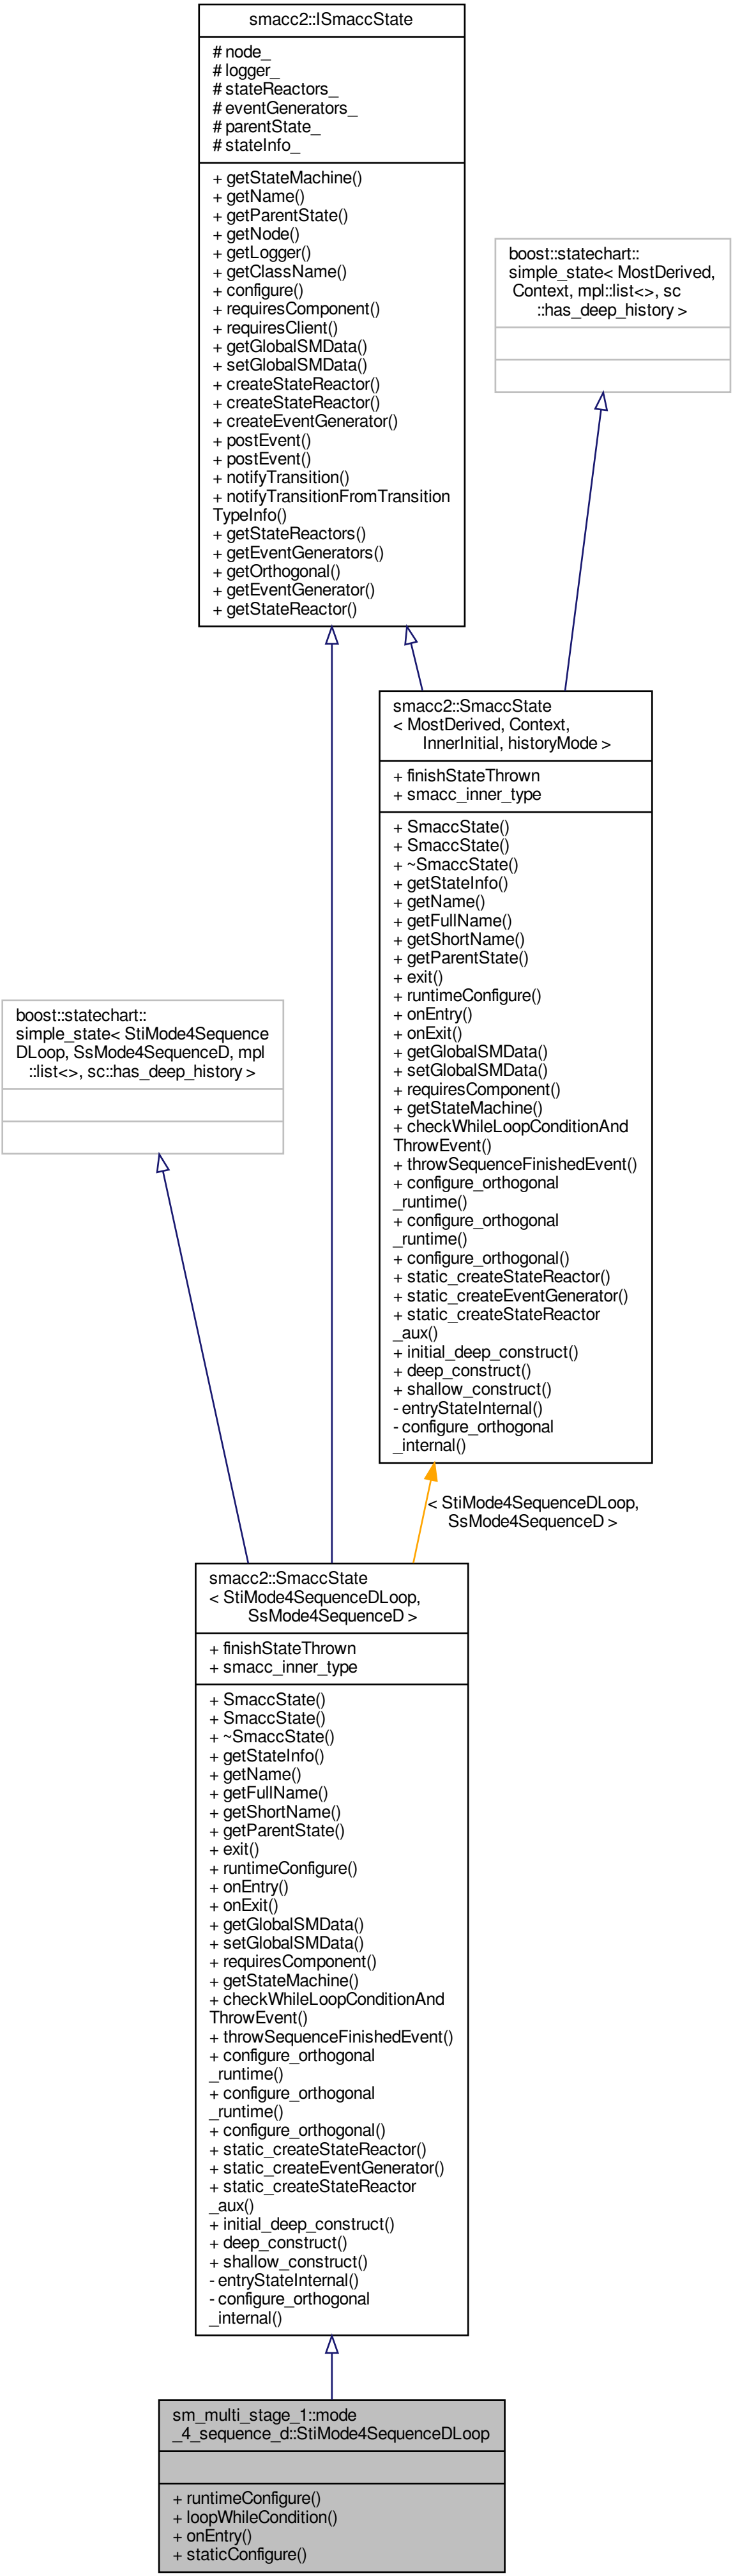 smacc2::ISmaccState
# node_
# logger_
# stateReactors_
# eventGenerators_
# parentState_
# stateInfo_
+ getStateMachine()
+ getName()
+ getParentState()
+ getNode()
+ getLogger()
+ getClassName()
+ configure()
+ requiresComponent()
+ requiresClient()
+ getGlobalSMData()
+ setGlobalSMData()
+ createStateReactor()
+ createStateReactor()
+ createEventGenerator()
+ postEvent()
+ postEvent()
+ notifyTransition()
+ notifyTransitionFromTransition
TypeInfo()
+ getStateReactors()
+ getEventGenerators()
+ getOrthogonal()
+ getEventGenerator()
+ getStateReactor()
boost::statechart::
simple_state< MostDerived,
Context, mpl::list<>, sc
::has_deep_history >
smacc2::SmaccState
< MostDerived, Context,
InnerInitial, historyMode >
+ finishStateThrown
+ smacc_inner_type
+ SmaccState()
+ SmaccState()
+ ~SmaccState()
+ getStateInfo()
+ getName()
+ getFullName()
+ getShortName()
+ getParentState()
+ exit()
+ runtimeConfigure()
+ onEntry()
+ onExit()
+ getGlobalSMData()
+ setGlobalSMData()
+ requiresComponent()
+ getStateMachine()
+ checkWhileLoopConditionAnd
ThrowEvent()
+ throwSequenceFinishedEvent()
+ configure_orthogonal
_runtime()
+ configure_orthogonal
_runtime()
+ configure_orthogonal()
+ static_createStateReactor()
+ static_createEventGenerator()
+ static_createStateReactor
_aux()
+ initial_deep_construct()
+ deep_construct()
+ shallow_construct()
- entryStateInternal()
- configure_orthogonal
_internal()
boost::statechart::
simple_state< StiMode4Sequence
DLoop, SsMode4SequenceD, mpl
::list<>, sc::has_deep_history >
< StiMode4SequenceDLoop,
SsMode4SequenceD >
smacc2::SmaccState
< StiMode4SequenceDLoop,
SsMode4SequenceD >
+ finishStateThrown
+ smacc_inner_type
+ SmaccState()
+ SmaccState()
+ ~SmaccState()
+ getStateInfo()
+ getName()
+ getFullName()
+ getShortName()
+ getParentState()
+ exit()
+ runtimeConfigure()
+ onEntry()
+ onExit()
+ getGlobalSMData()
+ setGlobalSMData()
+ requiresComponent()
+ getStateMachine()
+ checkWhileLoopConditionAnd
ThrowEvent()
+ throwSequenceFinishedEvent()
+ configure_orthogonal
_runtime()
+ configure_orthogonal
_runtime()
+ configure_orthogonal()
+ static_createStateReactor()
+ static_createEventGenerator()
+ static_createStateReactor
_aux()
+ initial_deep_construct()
+ deep_construct()
+ shallow_construct()
- entryStateInternal()
- configure_orthogonal
_internal()
sm_multi_stage_1::mode
_4_sequence_d::StiMode4SequenceDLoop
+ runtimeConfigure()
+ loopWhileCondition()
+ onEntry()
+ staticConfigure()